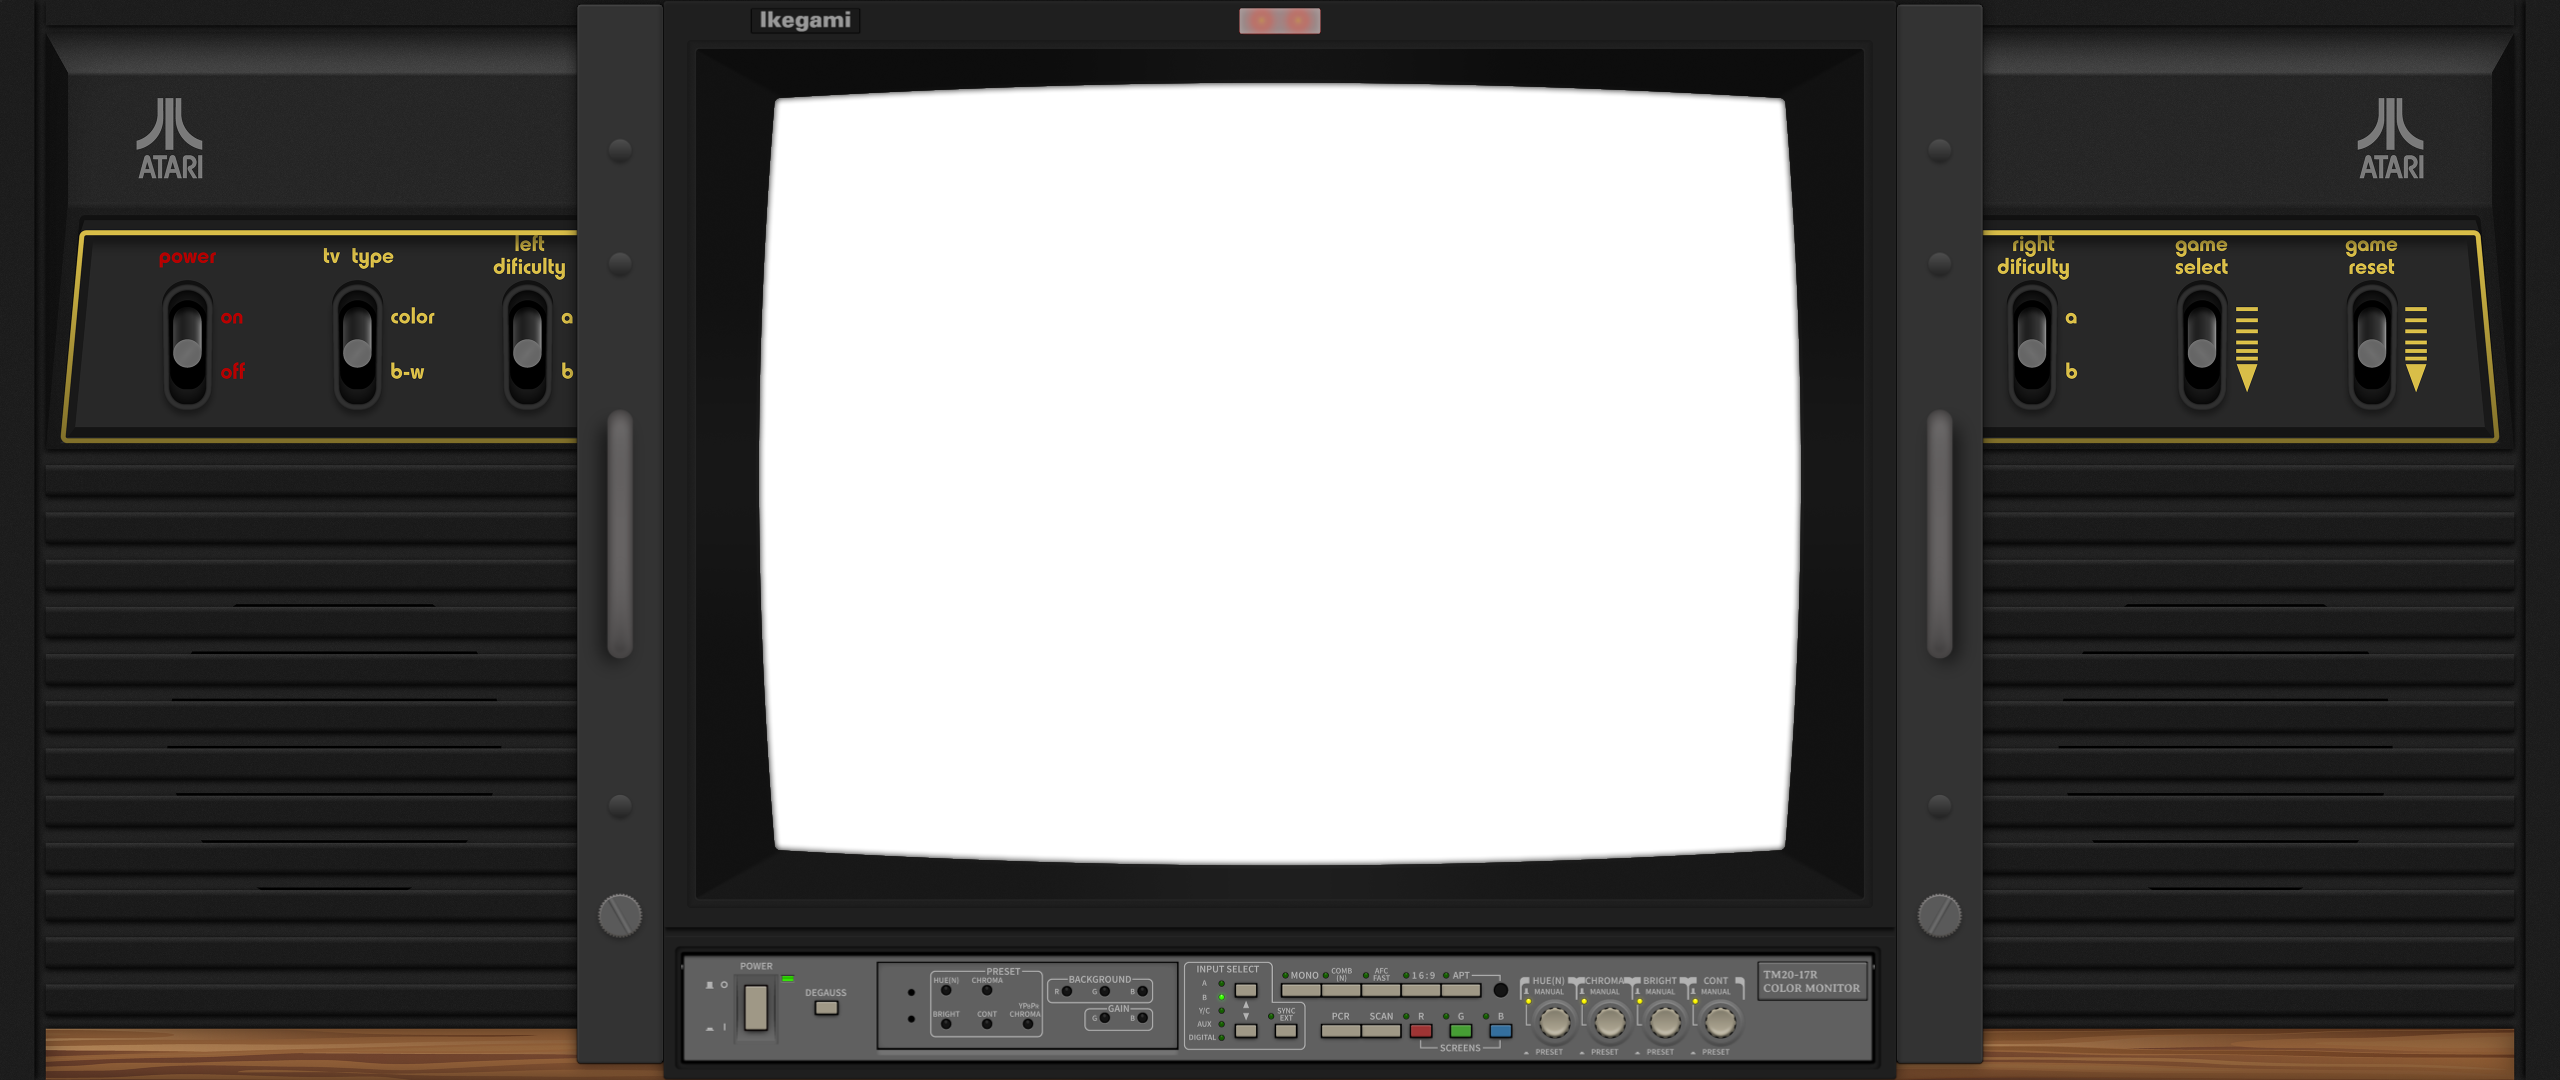 Ikegami
ATARI
ATARI
power
on
off
tv type
color
b-w
left
dificulty
a
b
right
dificulty
a
b
game
select
game
reset
POWER
DEGAUSS
PRESET
HUE(N)
CHROMA
BRIGHT
CONT
YPBPR
CHROMA
BACKGROUND
R
G
B
GAIN
G
B
INPUT SELECT
A
B
Y/C
AUX
DIGITAL
SYNC
EXT
MONO
COMB
(N)
AFC
FAST
16:9
APT
PCR
SCAN
R
G
B
SCREENS
HUE(N)
MANUAL
PRESET
CHROMA
MANUAL
PRESET
BRIGHT
MANUAL
PRESET
CONT
MANUAL
PRESET
TM20-17R
COLOR MONITOR